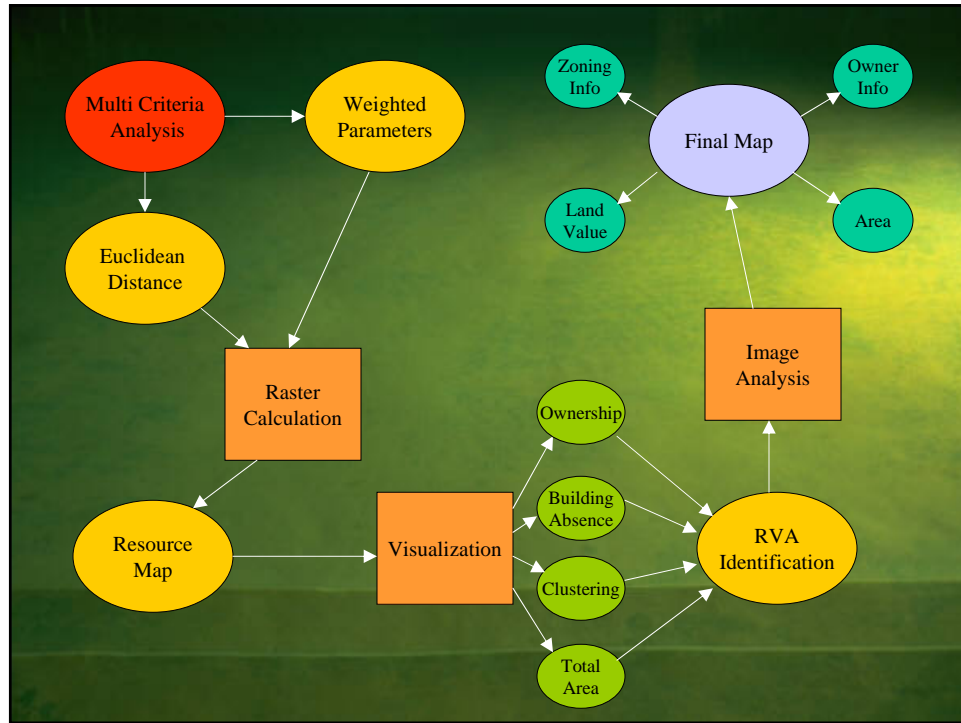 Multi Criteria
Analysis
Weighted
Parameters
Euclidean
Distance
Raster
Calculation
Resource
Map
Visualization
Ownership
Building
Absence
Clustering
Total
Area
RVA
Identification
Image
Analysis
Final Map
Zoning
Info
Owner
Info
Land
Value
Area